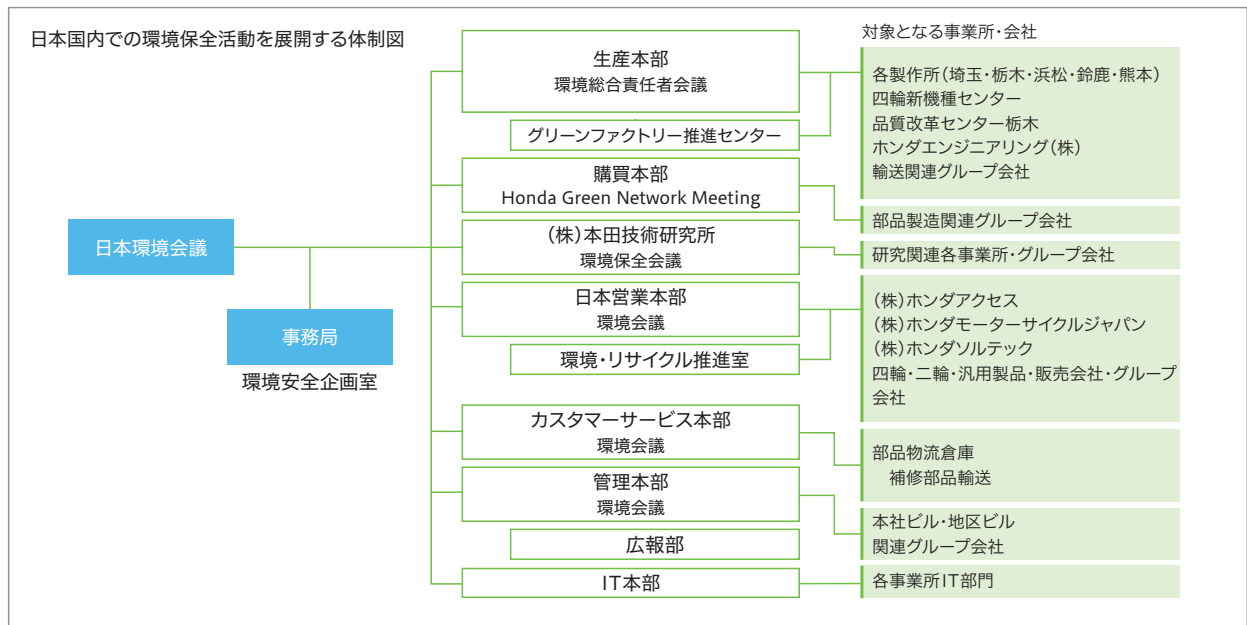 日本国内での環境保全活動を展開する体制図
対象となる事業所・会社
日本環境会議
事務局
環境安全企画室
生産本部
環境総合責任者会議
グリーンファクトリー推進センター
各製作所(埼玉・栃木・浜松・鈴鹿・熊本)
四輪新機種センター
品質改革センター栃木
ホンダエンジニアリング(株)
輸送関連グループ会社
購買本部
Honda Green Network Meeting
部品製造関連グループ会社
(株)本田技術研究所
環境保全会議
研究関連各事業所・グループ会社
日本営業本部
環境会議
環境・リサイクル推進室
(株)ホンダアクセス
(株)ホンダモーターサイクルジャパン
(株)ホンダソルテック
四輪・二輪・汎用製品・販売会社・グループ
会社
カスタマーサービス本部
環境会議
部品物流倉庫
補修部品輸送
管理本部
環境会議
広報部
本社ビル・地区ビル
関連グループ会社
IT本部
各事業所IT部門